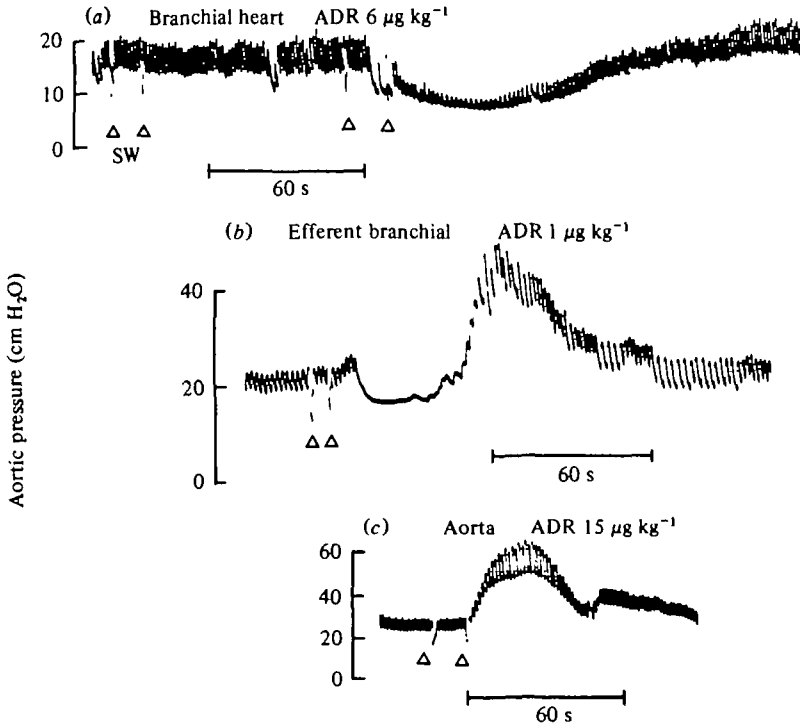 (a) Branchial heart ADR 6 µg kg⁻¹
20
10
0
SW
60 s
(b) Efferent branchial ADR 1 µg kg⁻¹
40
20
0
60 s
Aortic pressure (cm H₂O)
(c) Aorta ADR 15 µg kg⁻¹
60
40
20
0
60 s